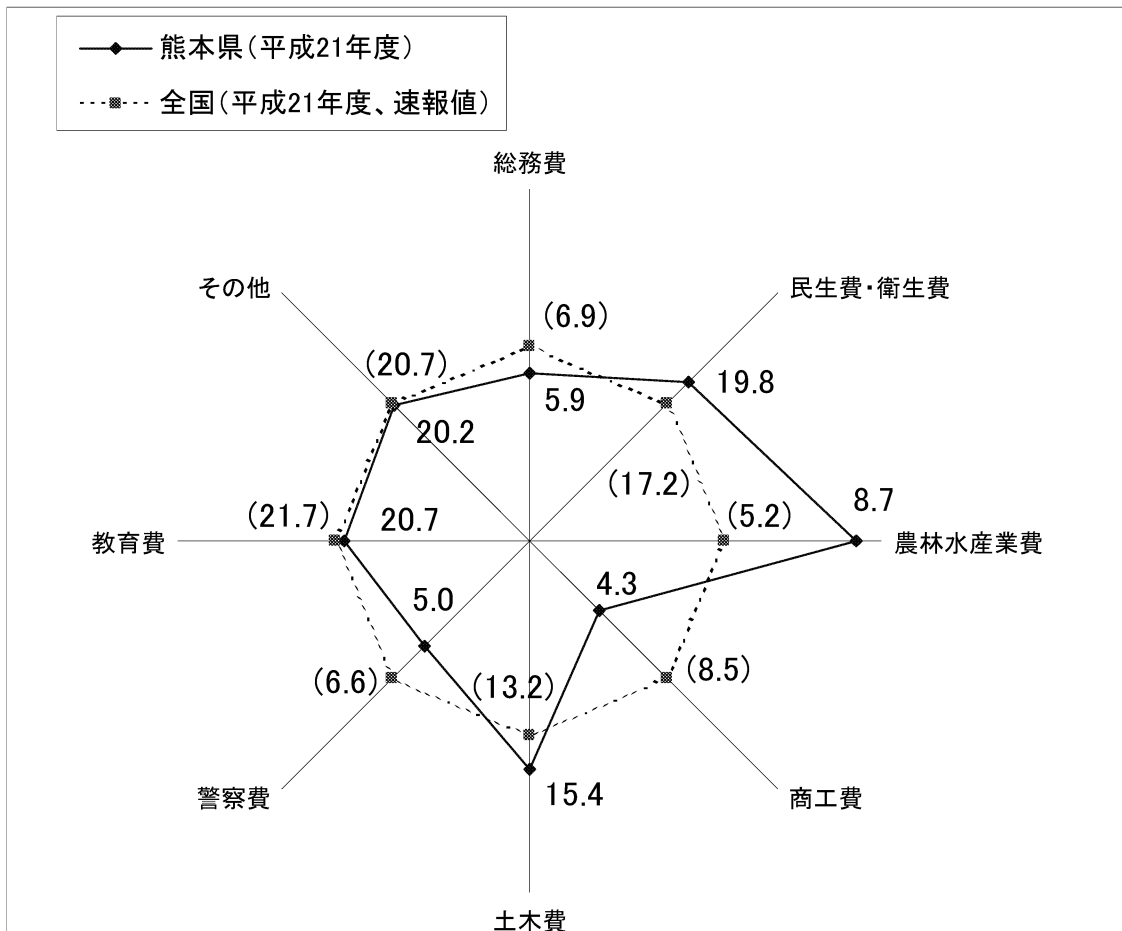 熊本県（平成21年度）
全国（平成21年度、速報値）
総務費
その他
民生費・衛生費
（6.9）
（20.7）
19.8
5.9
20.2
（17.2）
8.7
（21.7）
20.7
（5.2）
教育費
農林水産業費
4.3
5.0
（6.6）
（13.2）
（8.5）
15.4
警察費
商工費
土木費